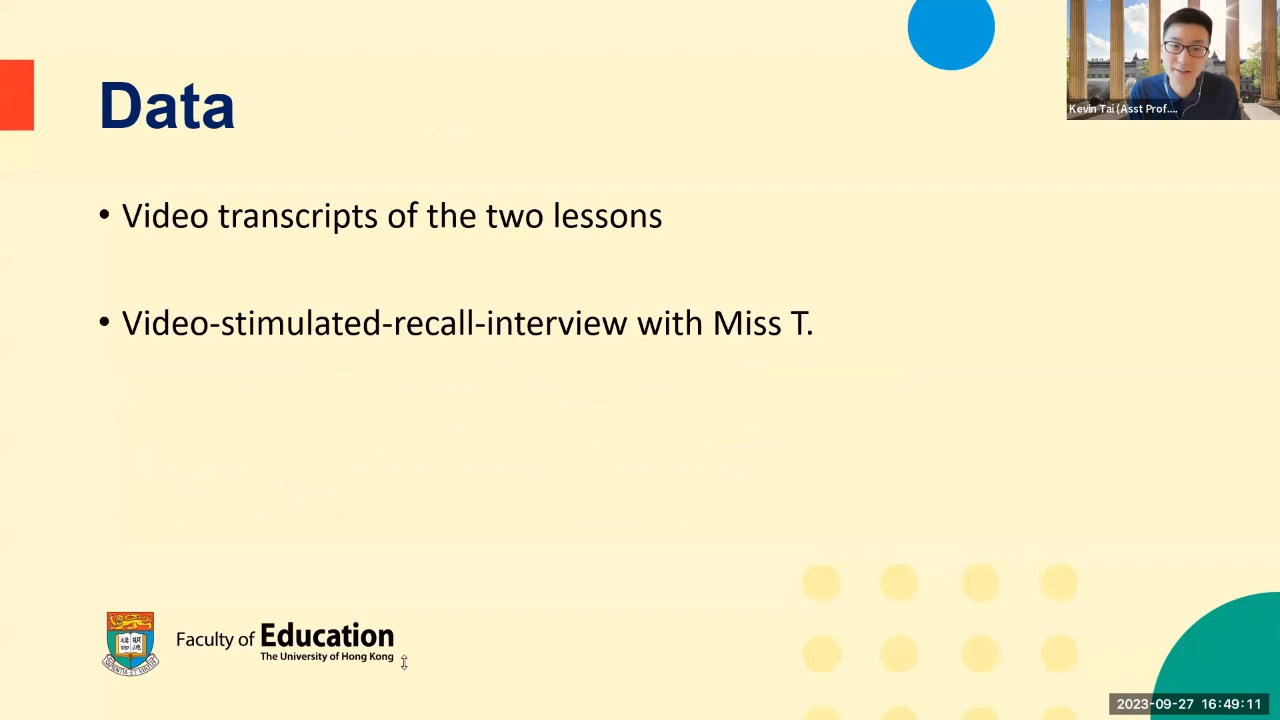 Data
Kevin Tai (Asst Prof....
• Video transcripts of the two lessons
• Video-stimulated-recall-interview with Miss T.
Faculty of Education
The University of Hong Kong
2023-09-27 16:49:11